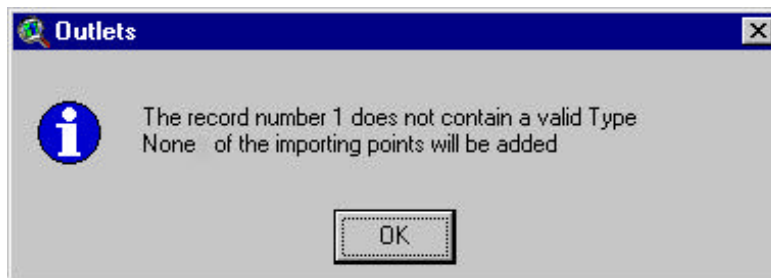 Outlets
The record number 1 does not contain a valid Type
None of the importing points will be added
OK